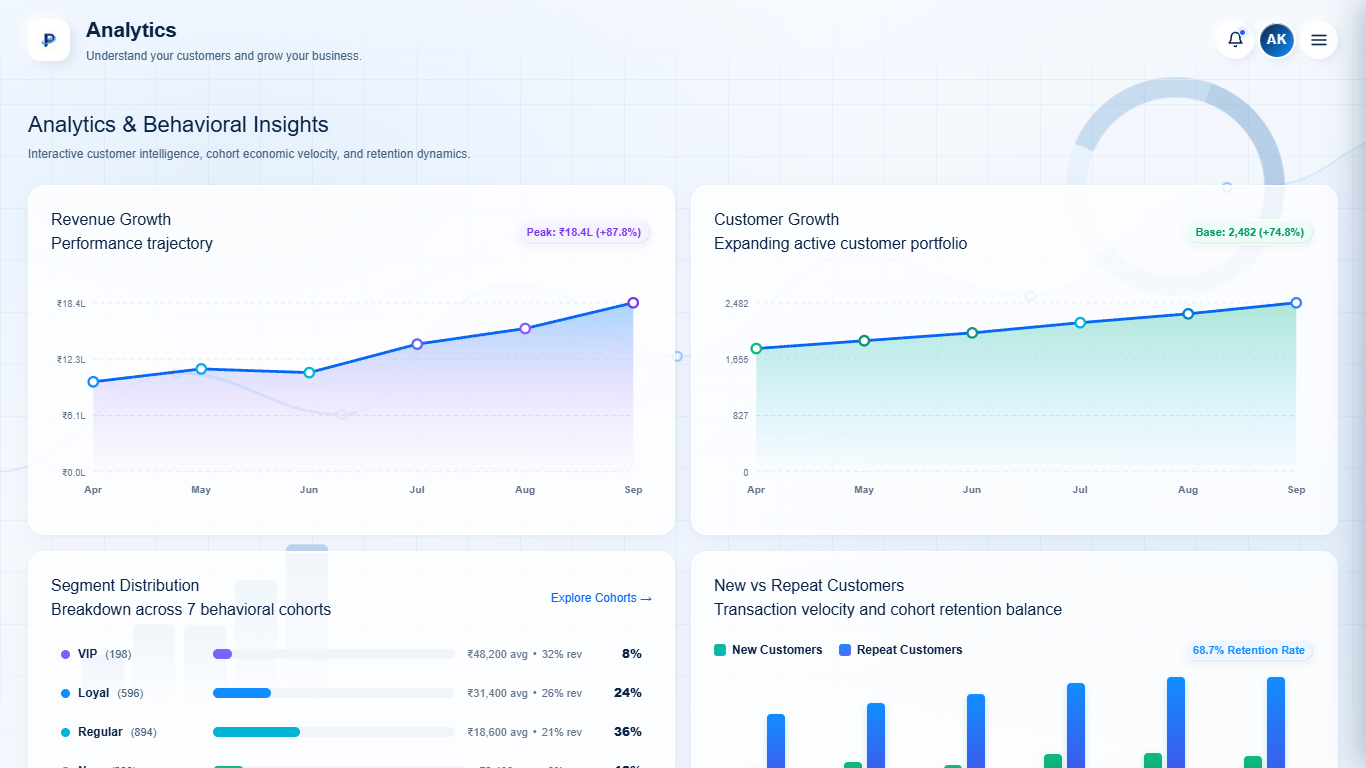 Analytics
Understand your customers and grow your business.
AK
Analytics & Behavioral Insights
Interactive customer intelligence, cohort economic velocity, and retention dynamics.
Revenue Growth
Performance trajectory
Peak: ₹18.4L (+87.8%)
₹18.4L
₹12.3L
₹6.1L
₹0.0L
Apr May Jun Jul Aug Sep
Customer Growth
Expanding active customer portfolio
Base: 2,482 (+74.8%)
2,482
1,655
827
0
Apr May Jun Jul Aug Sep
Segment Distribution
Breakdown across 7 behavioral cohorts
Explore Cohorts →
VIP (198) ₹48,200 avg • 32% rev 8%
Loyal (596) ₹31,400 avg • 26% rev 24%
Regular (894) ₹18,600 avg • 21% rev 36%
New vs Repeat Customers
Transaction velocity and cohort retention balance
New Customers Repeat Customers 68.7% Retention Rate